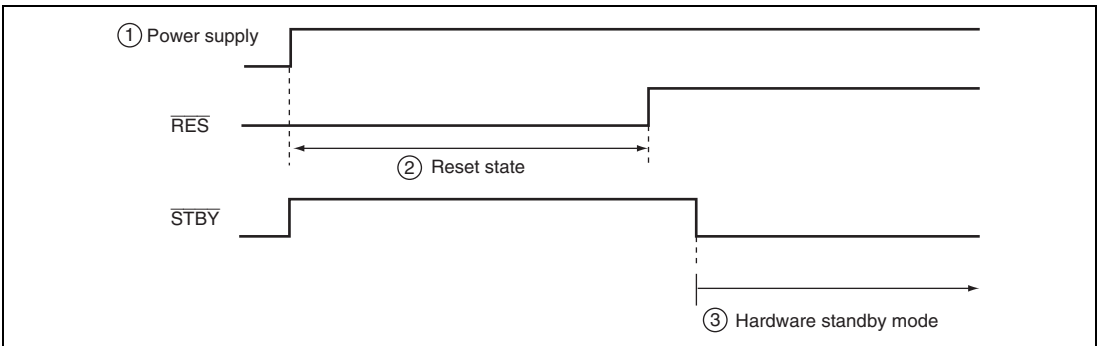 ① Power supply
RES
② Reset state
STBY
③ Hardware standby mode